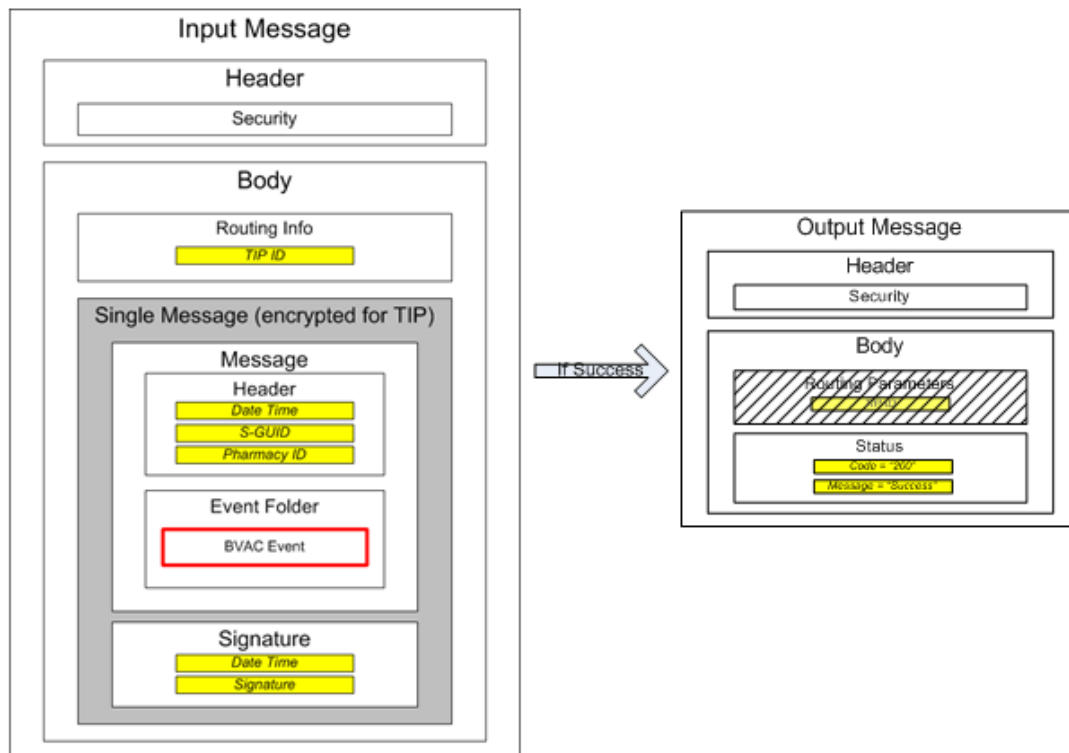 Input Message
Header
Security
Body
Routing Info
TIP ID
Single Message (encrypted for TIP)
Message
Header
Date Time
S-GUID
Pharmacy ID
Event Folder
BVAC Event
Signature
Date Time
Signature
If Success
Output Message
Header
Security
Body
Routing Parameters
Status
Code = "200"
Message = "Success"